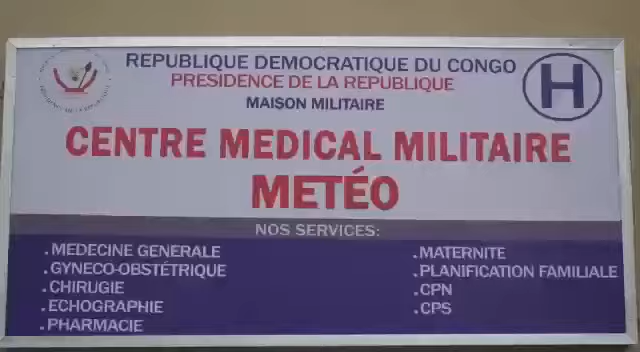 REPUBLIQUE DEMOCRATIQUE DU CONGO
PRESIDENCE DE LA REPUBLIQUE
MAISON MILITAIRE
H
CENTRE MEDICAL MILITAIRE
METÉO
NOS SERVICES:
. MEDECINE GENERALE
. GYNECO-OBSTÉTRIQUE
. CHIRUGIE
. ECHOGRAPHIE
. PHARMACIE
. MATERNITE
. PLANIFICATION FAMILIALE
. CPN
. CPS